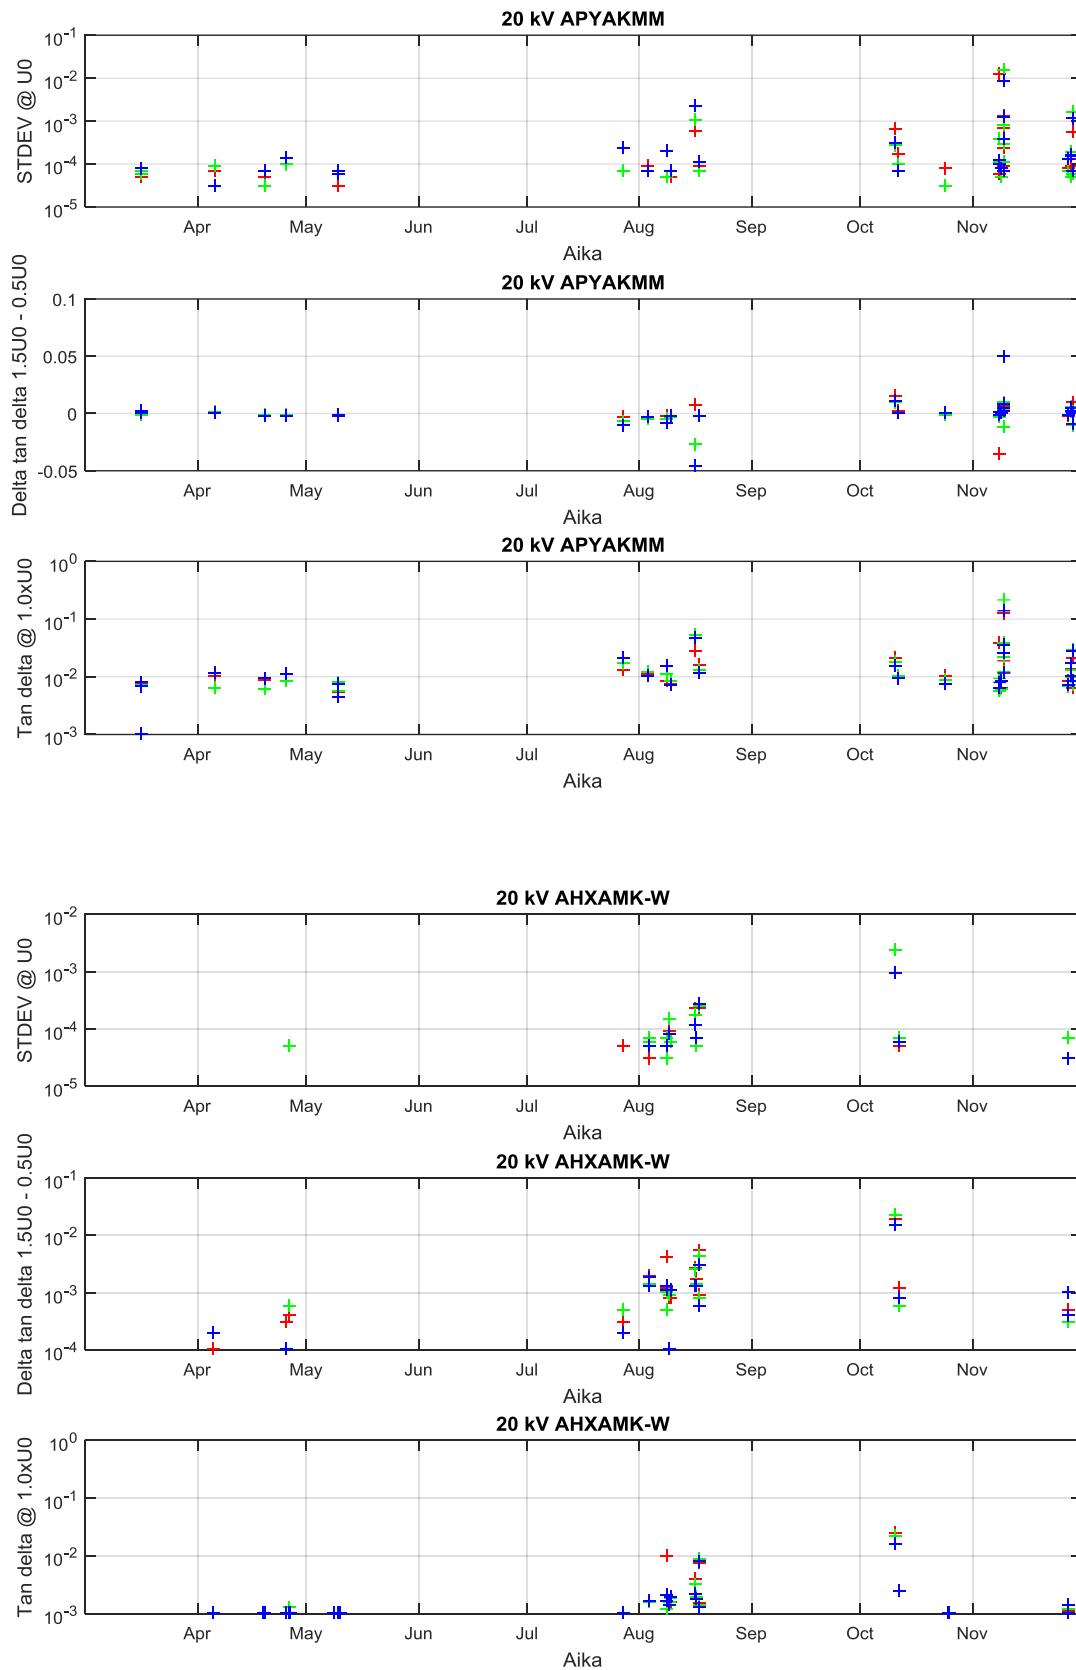 20 kV APYAKMM
STDEV @ U0
10^-1
10^-2
10^-3
10^-4
10^-5
Apr May Jun Jul Aug Sep Oct Nov
Aika
20 kV APYAKMM
Delta tan delta 1.5U0 - 0.5U0
0.1
0.05
0
-0.05
Apr May Jun Jul Aug Sep Oct Nov
Aika
20 kV APYAKMM
Tan delta @ 1.0xU0
10^0
10^-1
10^-2
10^-3
Apr May Jun Jul Aug Sep Oct Nov
Aika
20 kV AHXAMK-W
STDEV @ U0
10^-2
10^-3
10^-4
10^-5
Apr May Jun Jul Aug Sep Oct Nov
Aika
20 kV AHXAMK-W
Delta tan delta 1.5U0 - 0.5U0
10^-1
10^-2
10^-3
10^-4
Apr May Jun Jul Aug Sep Oct Nov
Aika
20 kV AHXAMK-W
Tan delta @ 1.0xU0
10^0
10^-1
10^-2
10^-3
Apr May Jun Jul Aug Sep Oct Nov
Aika